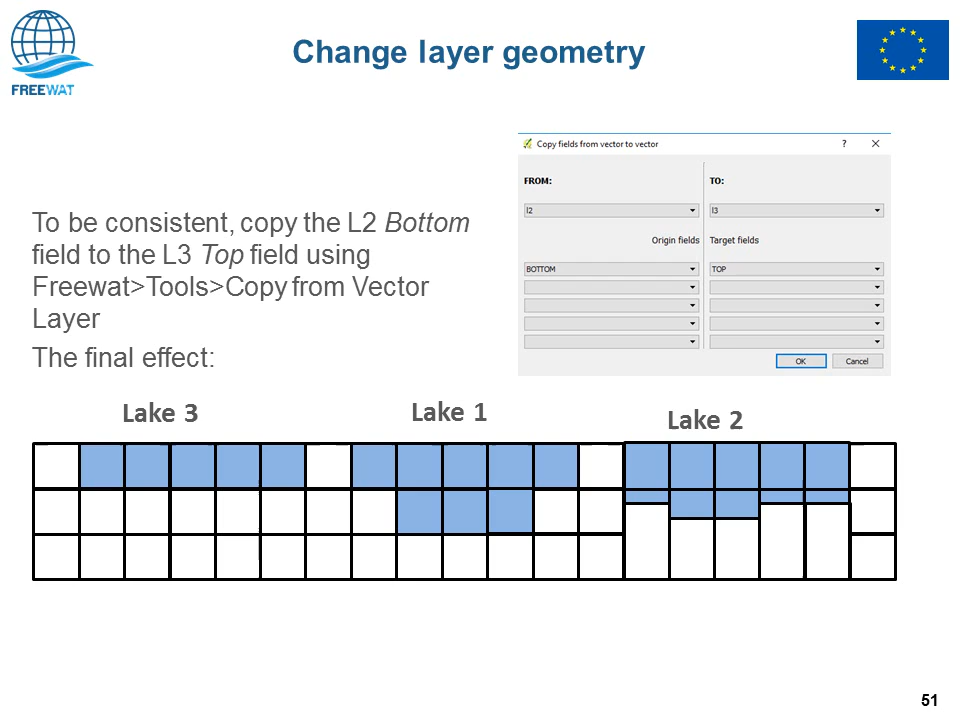 FREEWAT
Change layer geometry
To be consistent, copy the L2 Bottom
field to the L3 Top field using
Freewat>Tools>Copy from Vector
Layer
The final effect:
Copy fields from vector to vector
?
FROM:
TO:
l2
l3
Origin fields
Target fields
BOTTOM
TOP
OK
Cancel
Lake 3
Lake 1
Lake 2
51